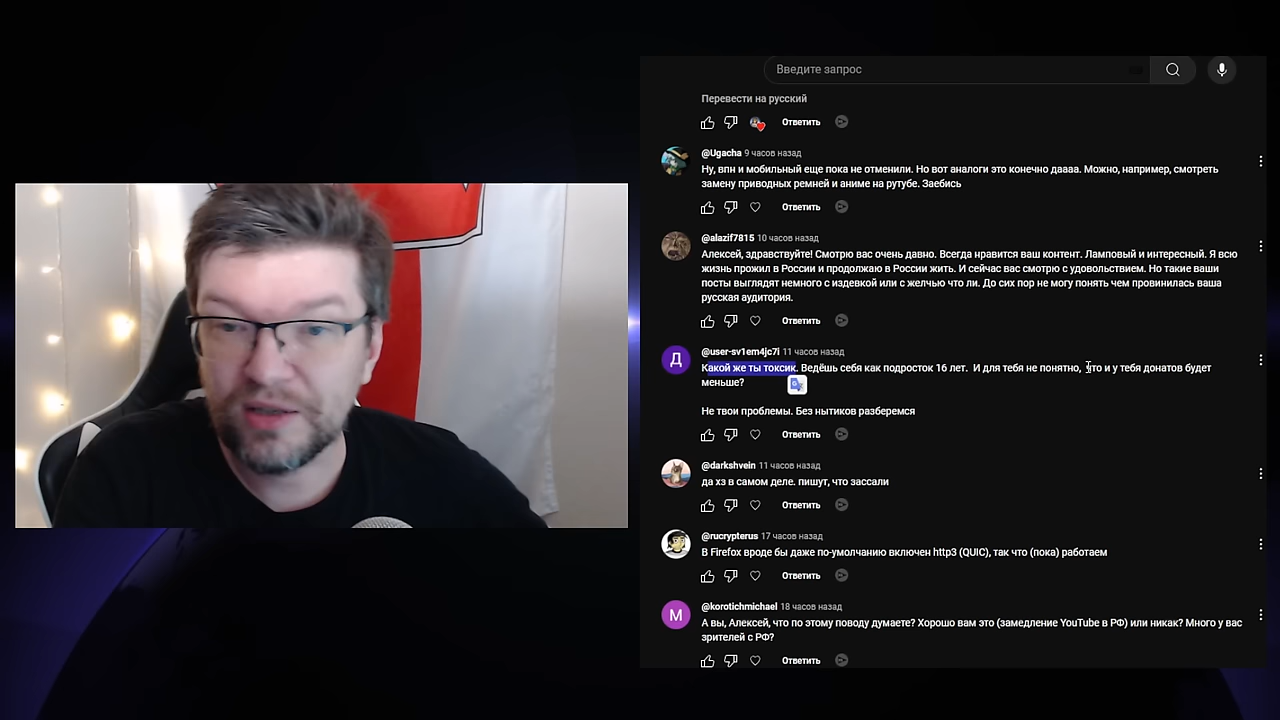 Введите запрос
Перевести на русский
Ответить
@Ugacha 9 часов назад
Ну, впн и мобильный еще пока не отменили. Но вот аналоги это конечно даааа. Можно, например, смотреть
замену приводных ремней и аниме на рутубе. Заебись
Ответить
@alazif7815 10 часов назад
Алексей, здравствуйте! Смотрю вас очень давно. Всегда нравится ваш контент. Ламповый и интересный. Я всю
жизнь прожил в России и продолжаю в России жить. И сейчас вас смотрю с удовольствием. Но такие ваши
посты выглядят немного с издевкой или с желчью что ли. До сих пор не могу понять чем провинилась ваша
русская аудитория.
Ответить
Д
@user-sv1em4jc7i 11 часов назад
Какой же ты токсик. Ведёшь себя как подросток 16 лет. И для тебя не понятно, что и у тебя донатов будет
меньше?
Не твои проблемы. Без нытиков разберемся
Ответить
@darkshvein 11 часов назад
да хз в самом деле. пишут, что зассали
Ответить
@rucrypterus 17 часов назад
В Firefox вроде бы даже по-умолчанию включен http3 (QUIC), так что (пока) работаем
Ответить
М
@korotichmichael 18 часов назад
А вы, Алексей, что по этому поводу думаете? Хорошо вам это (замедление YouTube в РФ) или никак? Много у вас
зрителей с РФ?
Ответить